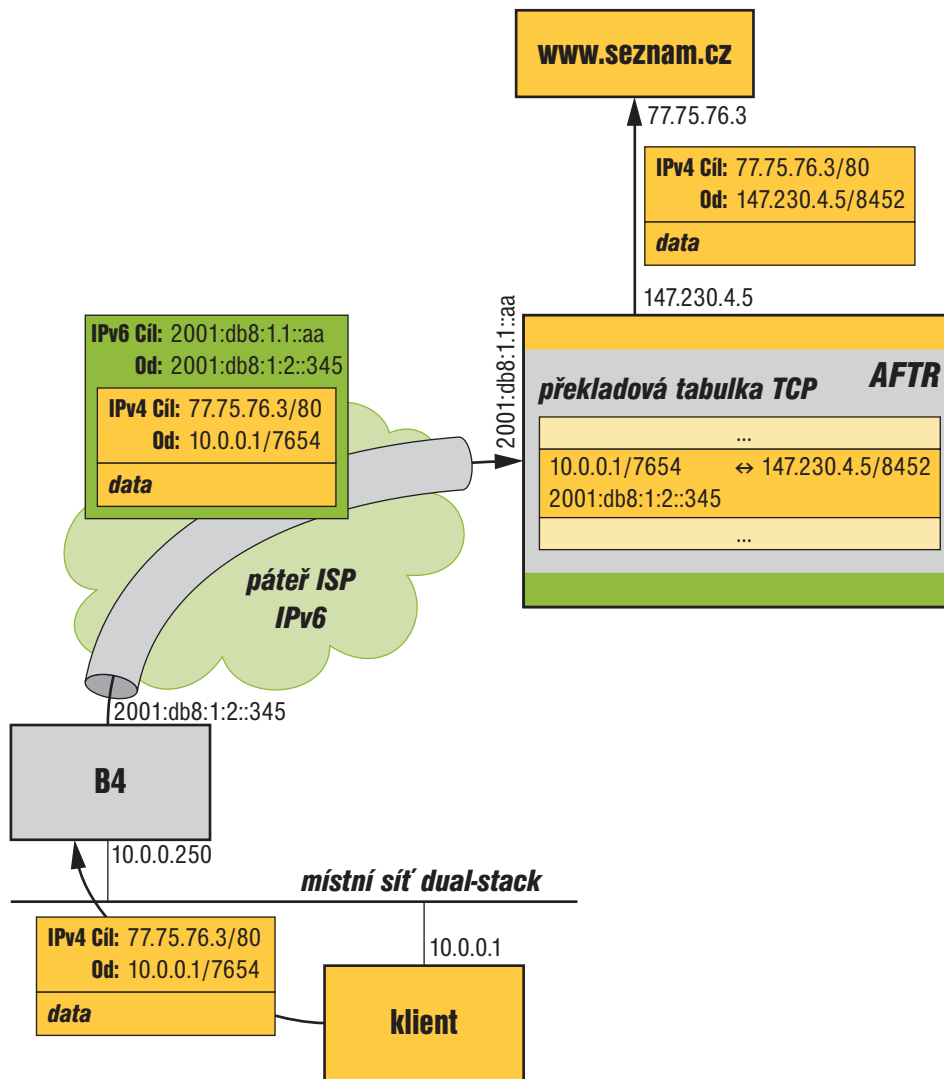 www.seznam.cz
77.75.76.3
IPv4 Cíl: 77.75.76.3/80
Od: 147.230.4.5/8452
data
147.230.4.5
2001:db8:1.1::aa
IPv6 Cíl: 2001:db8:1.1::aa
Od: 2001:db8:1:2::345
IPv4 Cíl: 77.75.76.3/80
Od: 10.0.0.1/7654
data
AFTR
překladová tabulka TCP
...
10.0.0.1/7654 ↔ 147.230.4.5/8452
2001:db8:1:2::345
...
páteř ISP
IPv6
2001:db8:1:2::345
B4
10.0.0.250
místní síť dual-stack
IPv4 Cíl: 77.75.76.3/80
Od: 10.0.0.1/7654
data
10.0.0.1
klient